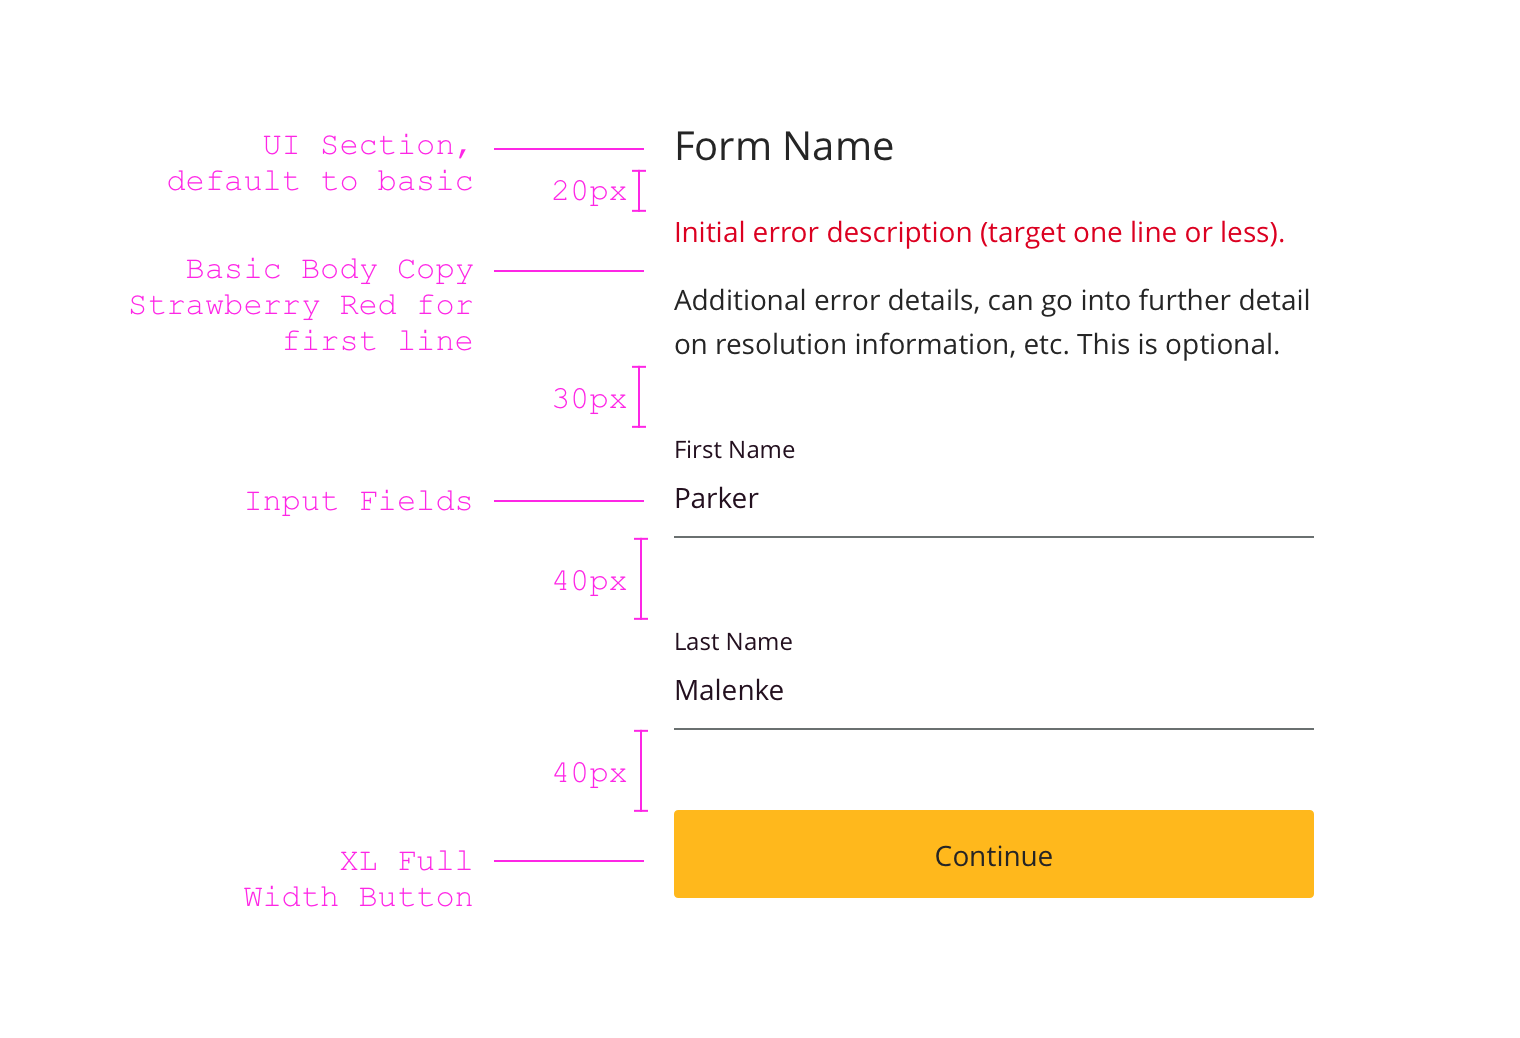 UI Section,
default to basic
Form Name
20px
Initial error description (target one line or less).
Basic Body Copy
Strawberry Red for
first line
Additional error details, can go into further detail
on resolution information, etc. This is optional.
30px
First Name
Input Fields
Parker
40px
Last Name
Malenke
40px
XL Full
Width Button
Continue